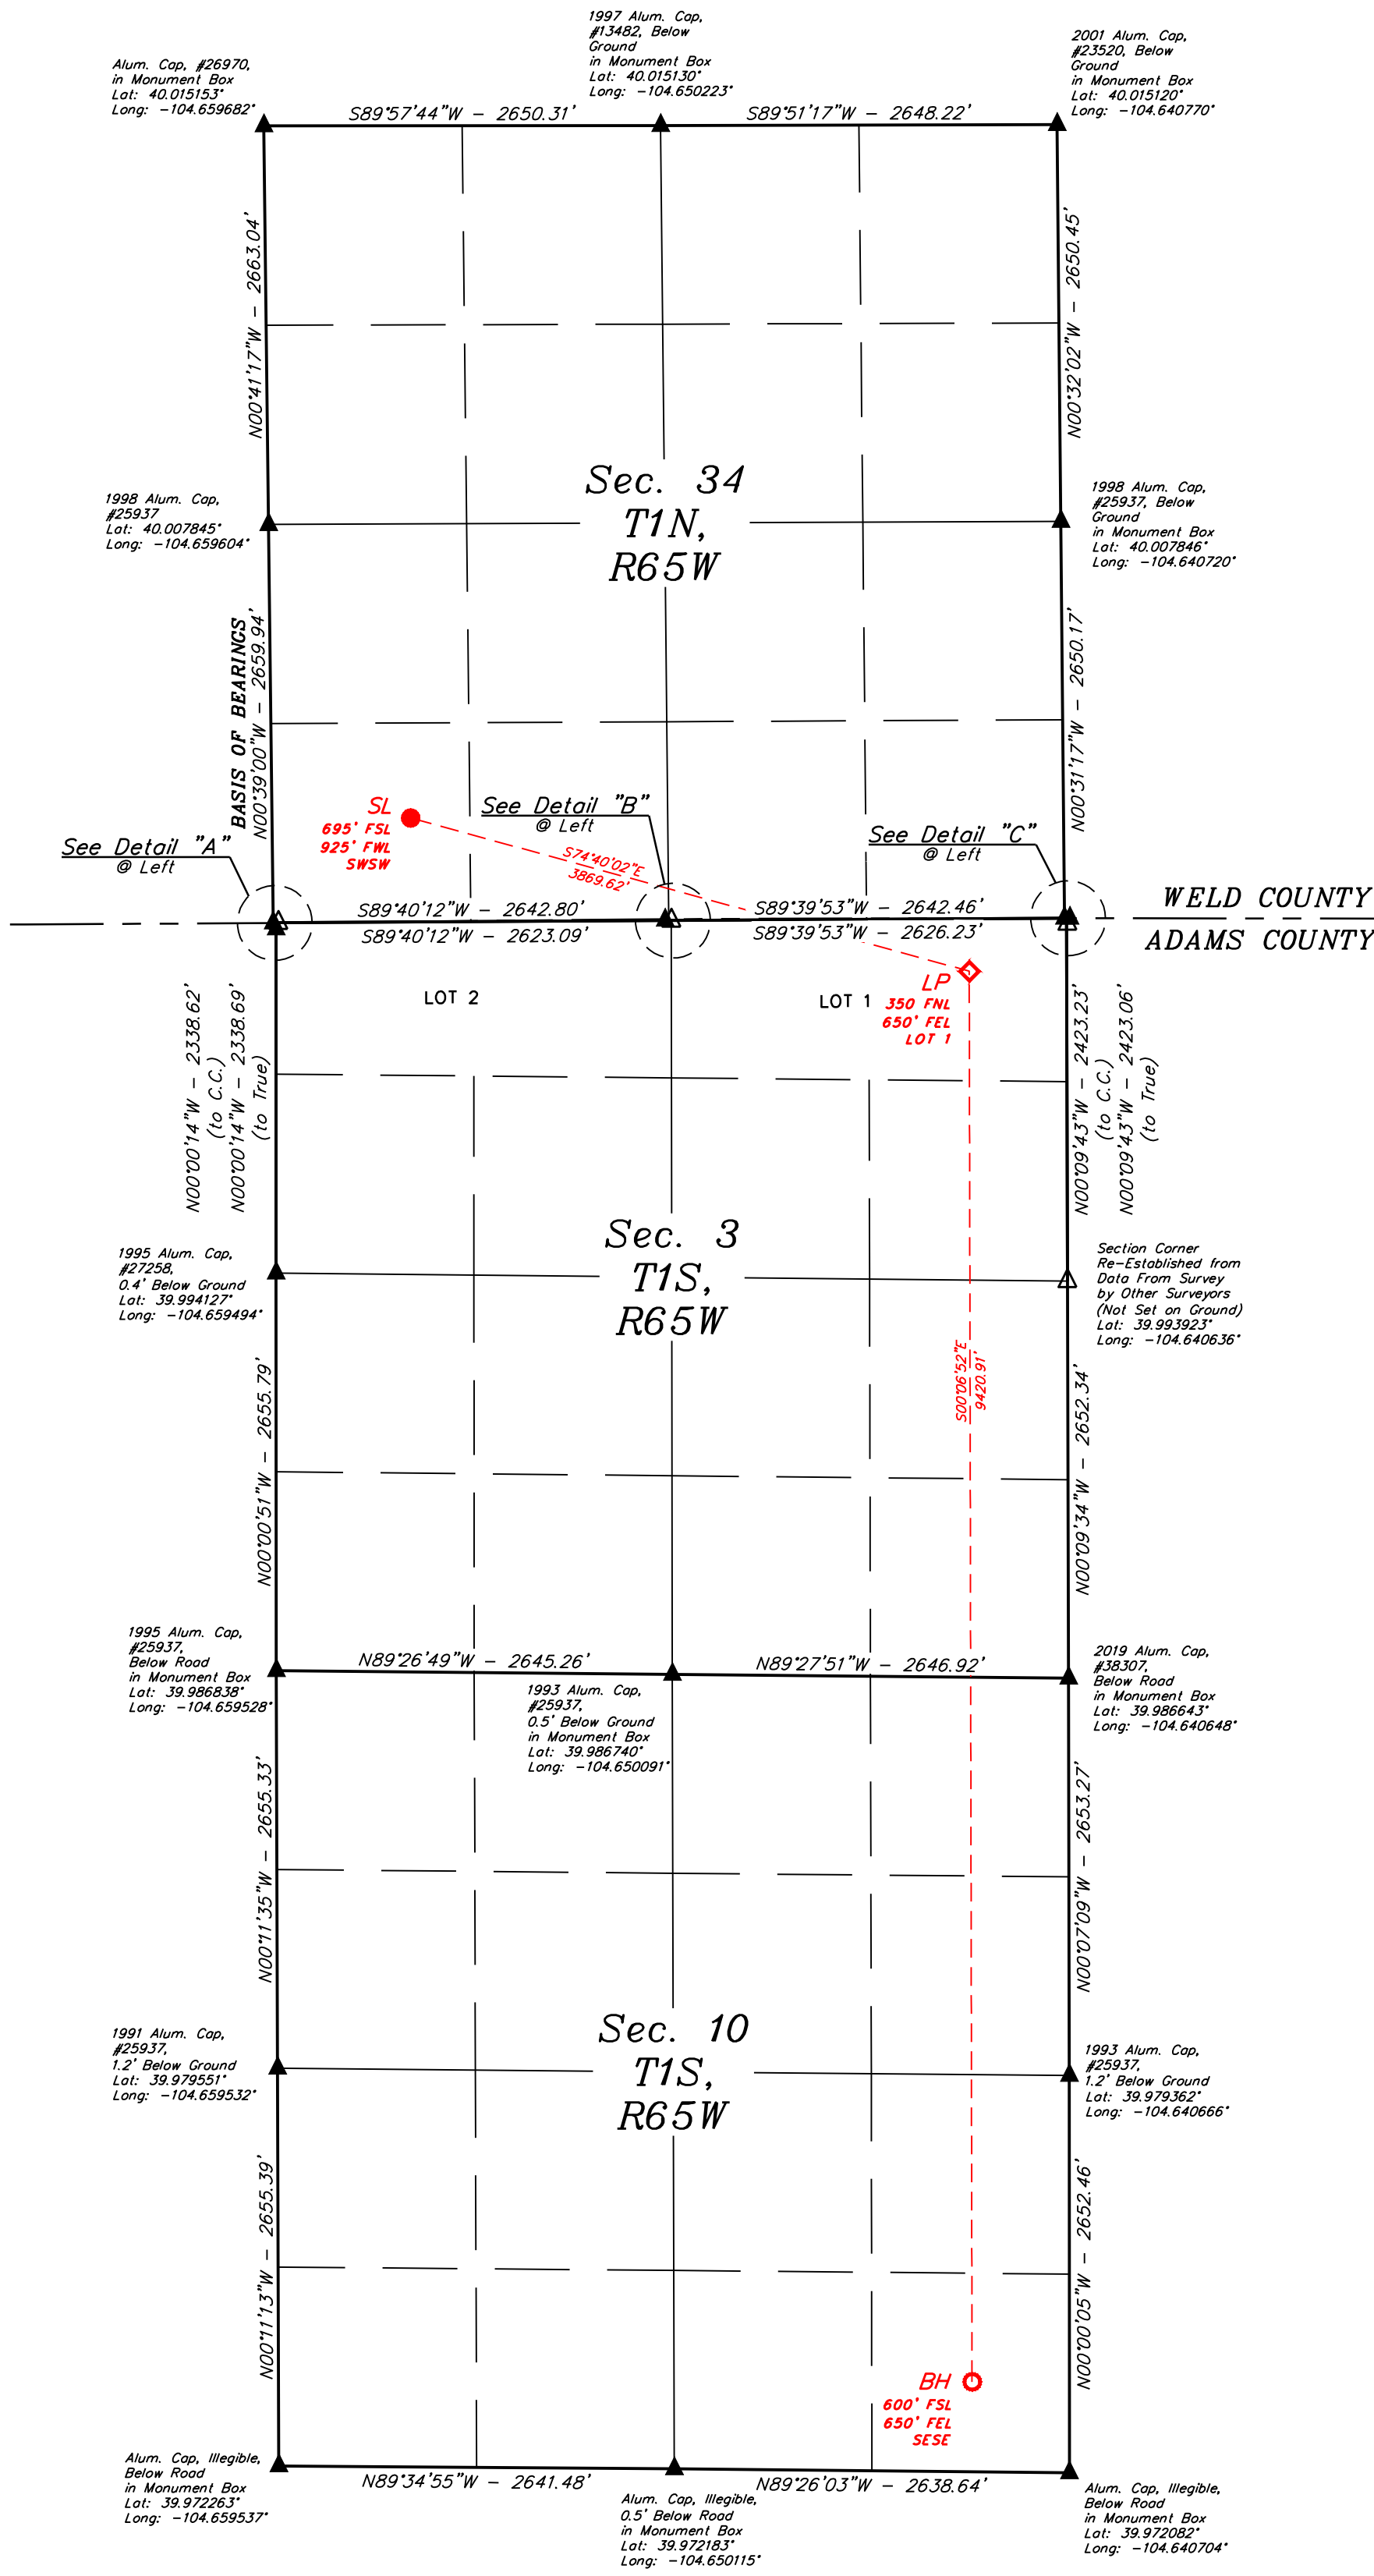 1997 Alum. Cap,
#13482, Below
Ground
in Monument Box
Lat: 40.015130°
Long: -104.650223°
2001 Alum. Cap,
#23520, Below
Ground
in Monument Box
Lat: 40.015120°
Long: -104.640770°
Alum. Cap, #26970,
in Monument Box
Lat: 40.015153°
Long: -104.659682°
S89°57'44"W - 2650.31'
S89°51'17"W - 2648.22'
N00°41'17"W - 2663.04'
N00°32'02"W - 2650.45'
Sec. 34
T1N,
R65W
1998 Alum. Cap,
#25937
Lat: 40.007845°
Long: -104.659604°
1998 Alum. Cap,
#25937, Below
Ground
in Monument Box
Lat: 40.007846°
Long: -104.640720°
BASIS OF BEARINGS
N00°39'00"W - 2659.94'
N00°31'17"W - 2650.17'
SL
695' FSL
925' FWL
SWSW
See Detail "A"
@ Left
See Detail "B"
@ Left
See Detail "C"
@ Left
S74°40'02"E
3869.62'
S89°40'12"W - 2642.80'
S89°39'53"W - 2642.46'
S89°40'12"W - 2623.09'
S89°39'53"W - 2626.23'
WELD COUNTY
ADAMS COUNTY
LOT 2
LOT 1
LP
350 FNL
650' FEL
LOT 1
N00°00'14"W - 2338.62'
(to C.C.)
N00°00'14"W - 2338.69'
(to True)
N00°09'43"W - 2423.23'
(to C.C.)
N00°09'43"W - 2423.06'
(to True)
Sec. 3
T1S,
R65W
1995 Alum. Cap,
#27258,
0.4' Below Ground
Lat: 39.994127°
Long: -104.659494°
Section Corner
Re-Established from
Data From Survey
by Other Surveyors
(Not Set on Ground)
Lat: 39.993923°
Long: -104.640636°
S00°06'52"E
9420.91'
N00°00'51"W - 2655.79'
N00°09'34"W - 2652.34'
1995 Alum. Cap,
#25937,
Below Road
in Monument Box
Lat: 39.986838°
Long: -104.659528°
N89°26'49"W - 2645.26'
N89°27'51"W - 2646.92'
1993 Alum. Cap,
#25937,
0.5' Below Ground
in Monument Box
Lat: 39.986740°
Long: -104.650091°
2019 Alum. Cap,
#38307,
Below Road
in Monument Box
Lat: 39.986643°
Long: -104.640648°
N00°11'35"W - 2655.33'
N00°07'09"W - 2653.27'
Sec. 10
T1S,
R65W
1991 Alum. Cap,
#25937,
1.2' Below Ground
Lat: 39.979551°
Long: -104.659532°
1993 Alum. Cap,
#25937,
1.2' Below Ground
Lat: 39.979362°
Long: -104.640666°
N00°11'13"W - 2655.39'
N00°00'05"W - 2652.46'
BH
600' FSL
650' FEL
SESE
Alum. Cap, Illegible,
Below Road
in Monument Box
Lat: 39.972263°
Long: -104.659537°
N89°34'55"W - 2641.48'
N89°26'03"W - 2638.64'
Alum. Cap, Illegible,
0.5' Below Road
in Monument Box
Lat: 39.972183°
Long: -104.650115°
Alum. Cap, Illegible,
Below Road
in Monument Box
Lat: 39.972082°
Long: -104.640704°